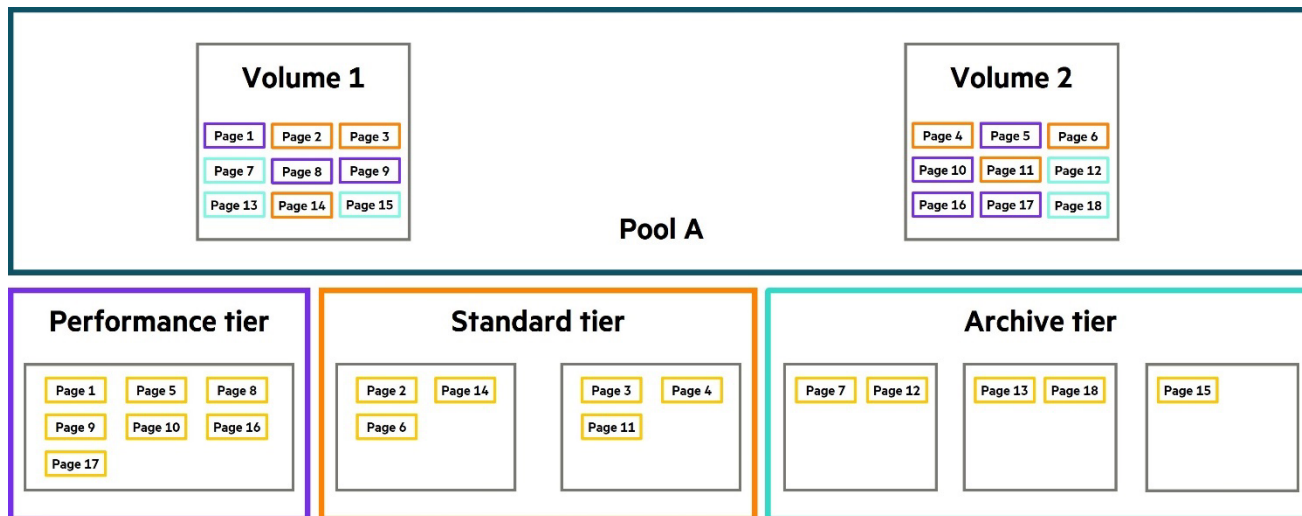 Volume 1
Page 1 Page 2 Page 3
Page 7 Page 8 Page 9
Page 13 Page 14 Page 15
Volume 2
Page 4 Page 5 Page 6
Page 10 Page 11 Page 12
Page 16 Page 17 Page 18
Pool A
Performance tier
Page 1 Page 5 Page 8
Page 9 Page 10 Page 16
Page 17
Standard tier
Page 2 Page 14
Page 6
Page 3 Page 4
Page 11
Archive tier
Page 7 Page 12
Page 13 Page 18
Page 15